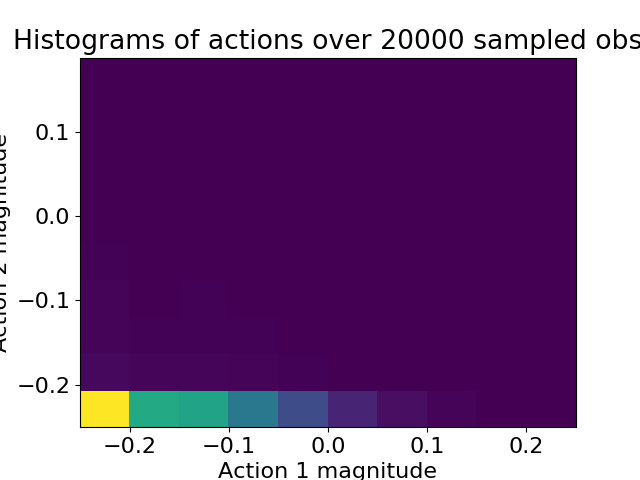 Histograms of actions over 20000 sampled obs
0.1
0.0
−0.1
−0.2
Action 2 magnitude
−0.2 −0.1 0.0 0.1 0.2
Action 1 magnitude